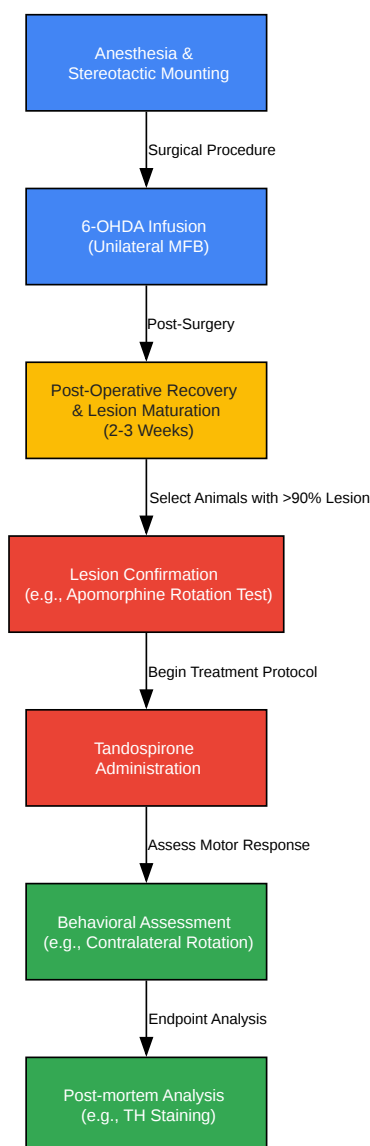 Anesthesia &
Stereotactic Mounting
Surgical Procedure
6-OHDA Infusion
(Unilateral MFB)
Post-Surgery
Post-Operative Recovery
& Lesion Maturation
(2-3 Weeks)
Select Animals with >90% Lesion
Lesion Confirmation
(e.g., Apomorphine Rotation Test)
Begin Treatment Protocol
Tandospirone
Administration
Assess Motor Response
Behavioral Assessment
(e.g., Contralateral Rotation)
Endpoint Analysis
Post-mortem Analysis
(e.g., TH Staining)